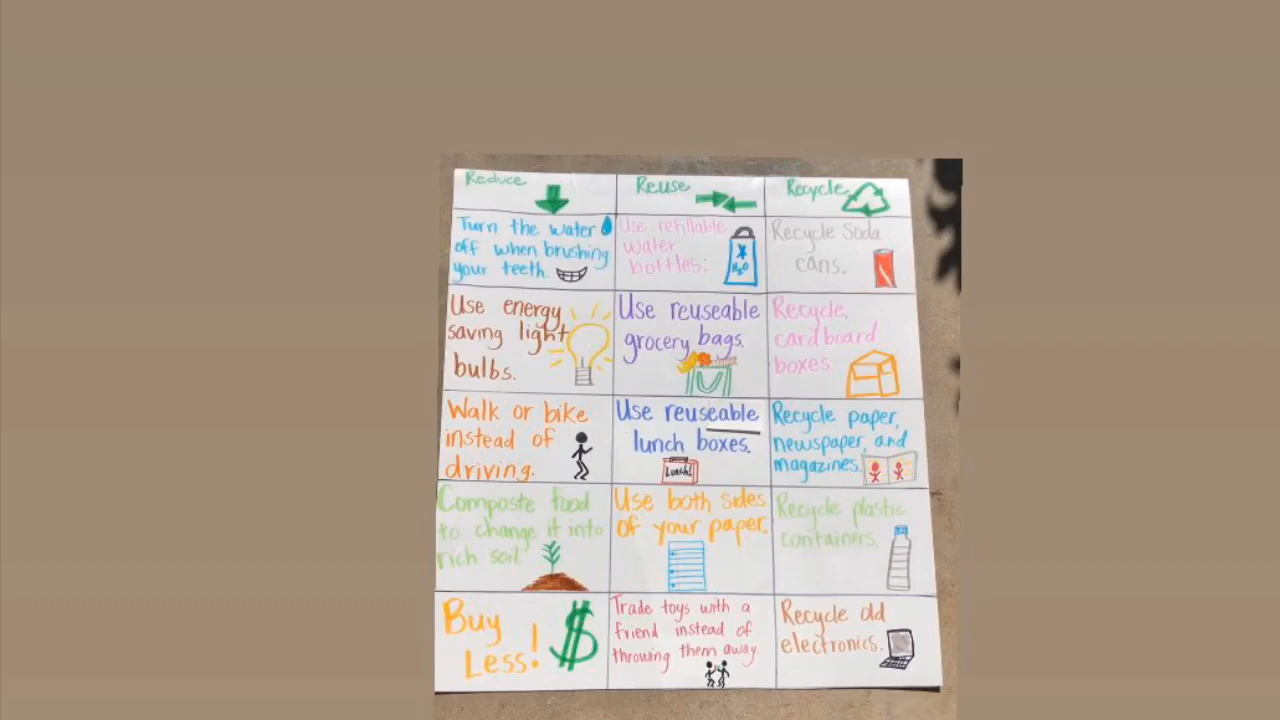 Reduce
Reuse
Recycle
Turn the water
off when brushing
your teeth.
Use refillable
water
bottles.
H₂O
Recycle Soda
cans.
Use energy
saving light
bulbs.
Use reuseable
grocery bags.
Recycle,
cardboard
boxes.
Walk or bike
instead of
driving.
Use reuseable
lunch boxes.
Lunch!
Recycle paper,
newspaper, and
magazines.
Composte food
to change it into
rich soil.
Use both sides
of your paper.
Recycle plastic
containers.
Buy
Less!
$
Trade toys with a
friend instead of
throwing them away.
Recycle old
electronics.